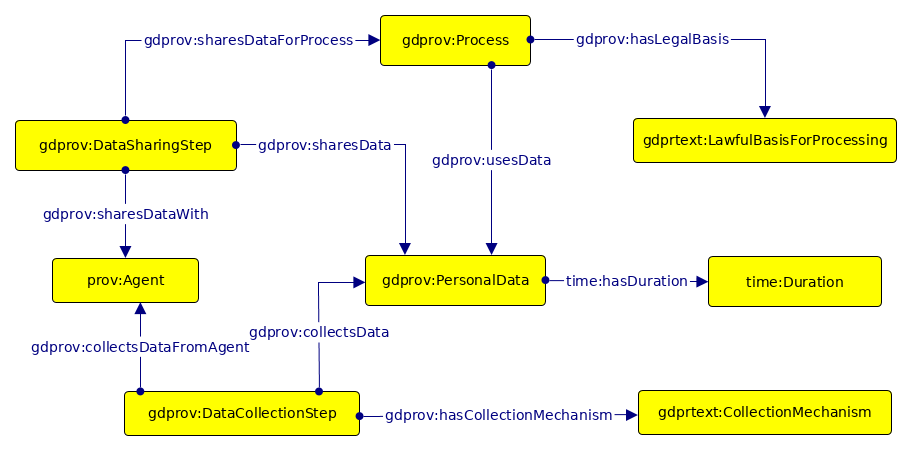 gdprov:sharesDataForProcess
gdprov:Process
gdprov:hasLegalBasis
gdprov:DataSharingStep
gdprov:sharesData
gdprov:usesData
gdprtext:LawfulBasisForProcessing
gdprov:sharesDataWith
prov:Agent
gdprov:PersonalData
time:hasDuration
time:Duration
gdprov:collectsData
gdprov:collectsDataFromAgent
gdprov:DataCollectionStep
gdprov:hasCollectionMechanism
gdprtext:CollectionMechanism